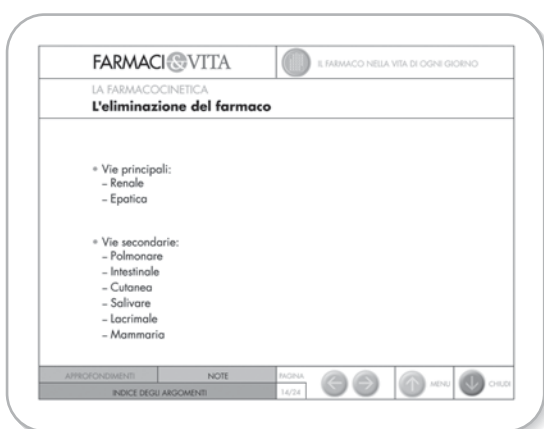 FARMACI&VITA
IL FARMACO NELLA VITA DI OGNI GIORNO
LA FARMACOCINETICA
L'eliminazione del farmaco
• Vie principali:
– Renale
– Epatica
• Vie secondarie:
– Polmonare
– Intestinale
– Cutanea
– Salivare
– Lacrimale
– Mammaria
APPROFONDIMENTI
NOTE
INDICE DEGLI ARGOMENTI
PAGINA
14/24
MENU
CHIUDI